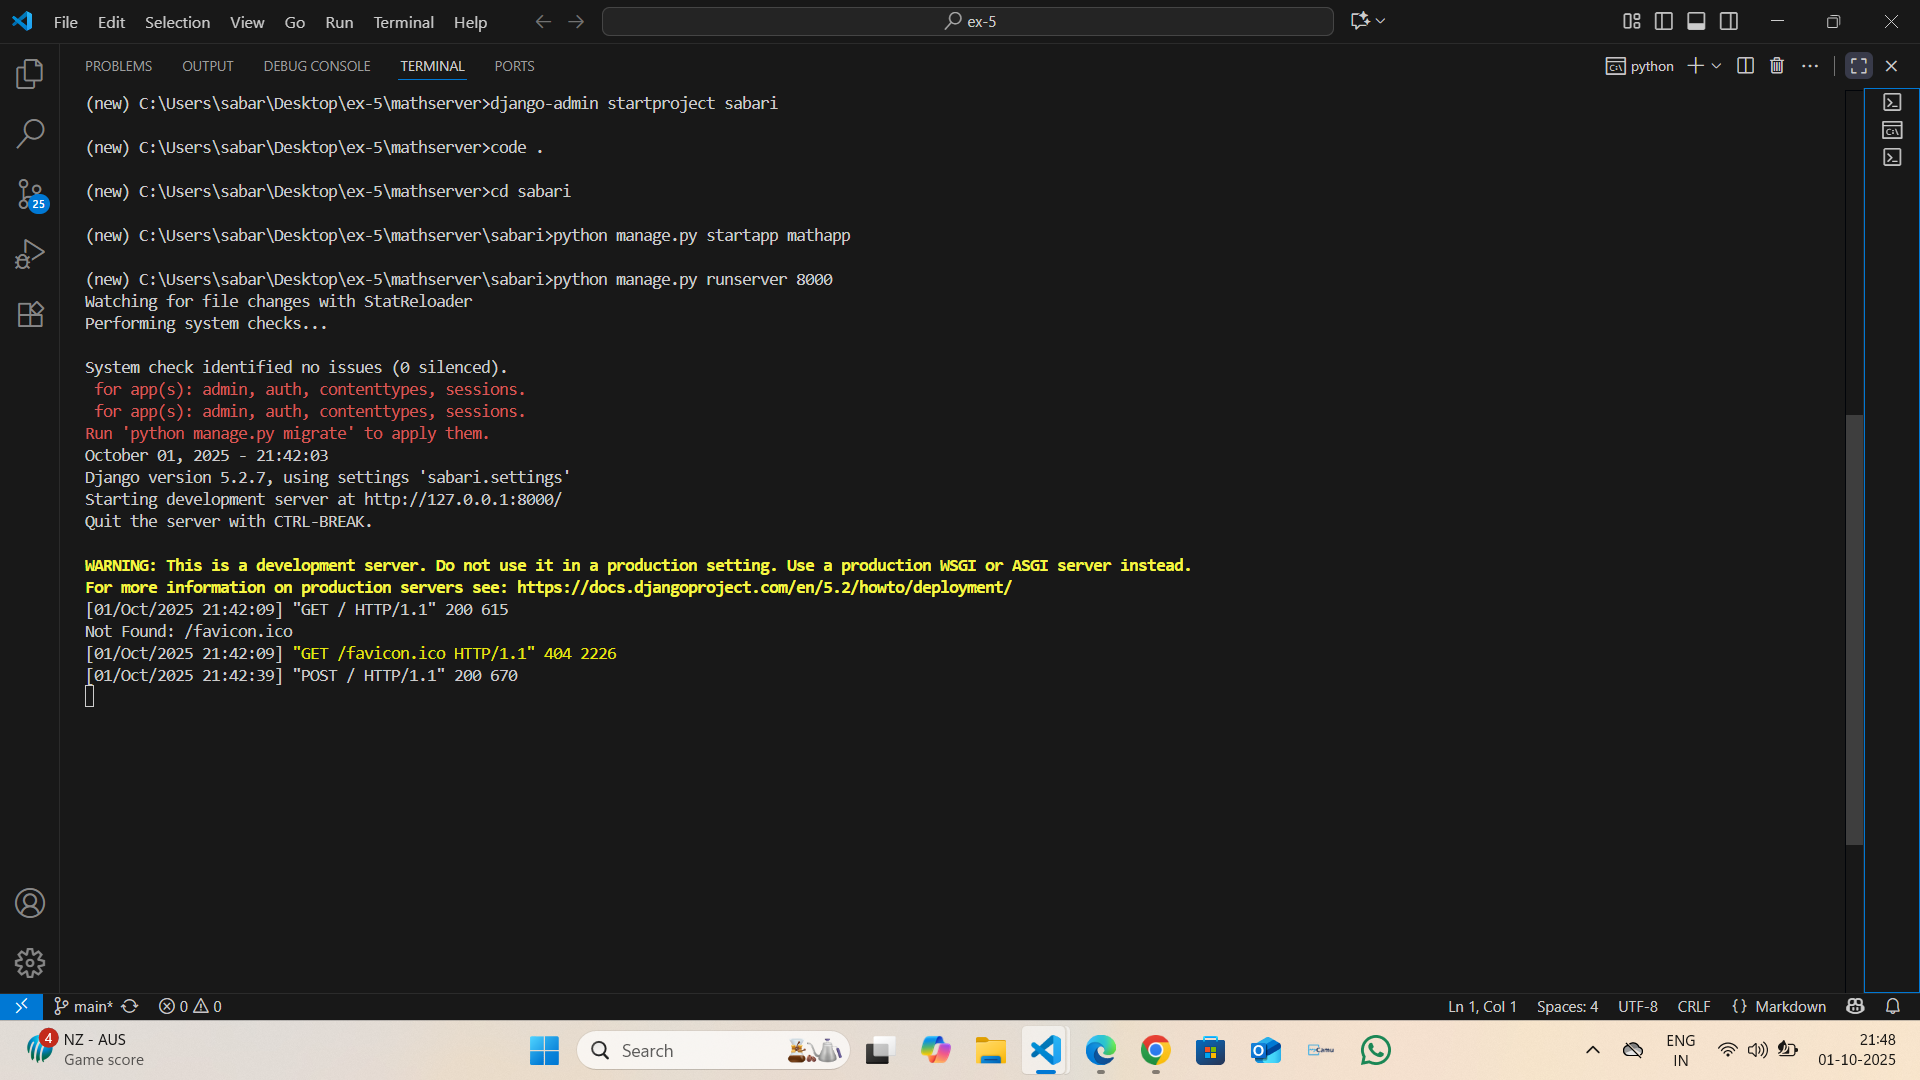 File Edit Selection View Go Run Terminal Help
ex-5
PROBLEMS OUTPUT DEBUG CONSOLE TERMINAL PORTS
python
(new) C:\Users\sabar\Desktop\ex-5\mathserver>django-admin startproject sabari
(new) C:\Users\sabar\Desktop\ex-5\mathserver>code .
(new) C:\Users\sabar\Desktop\ex-5\mathserver>cd sabari
(new) C:\Users\sabar\Desktop\ex-5\mathserver\sabari>python manage.py startapp mathapp
(new) C:\Users\sabar\Desktop\ex-5\mathserver\sabari>python manage.py runserver 8000
Watching for file changes with StatReloader
Performing system checks...
System check identified no issues (0 silenced).
for app(s): admin, auth, contenttypes, sessions.
for app(s): admin, auth, contenttypes, sessions.
Run 'python manage.py migrate' to apply them.
October 01, 2025 - 21:42:03
Django version 5.2.7, using settings 'sabari.settings'
Starting development server at http://127.0.0.1:8000/
Quit the server with CTRL-BREAK.
WARNING: This is a development server. Do not use it in a production setting. Use a production WSGI or ASGI server instead.
For more information on production servers see: https://docs.djangoproject.com/en/5.2/howto/deployment/
[01/Oct/2025 21:42:09] "GET / HTTP/1.1" 200 615
Not Found: /favicon.ico
[01/Oct/2025 21:42:09] "GET /favicon.ico HTTP/1.1" 404 2226
[01/Oct/2025 21:42:39] "POST / HTTP/1.1" 200 670
25
main* 0 0
Ln 1, Col 1 Spaces: 4 UTF-8 CRLF {} Markdown
4
NZ - AUS
Game score
Search
Camu
ENG
IN
21:48
01-10-2025